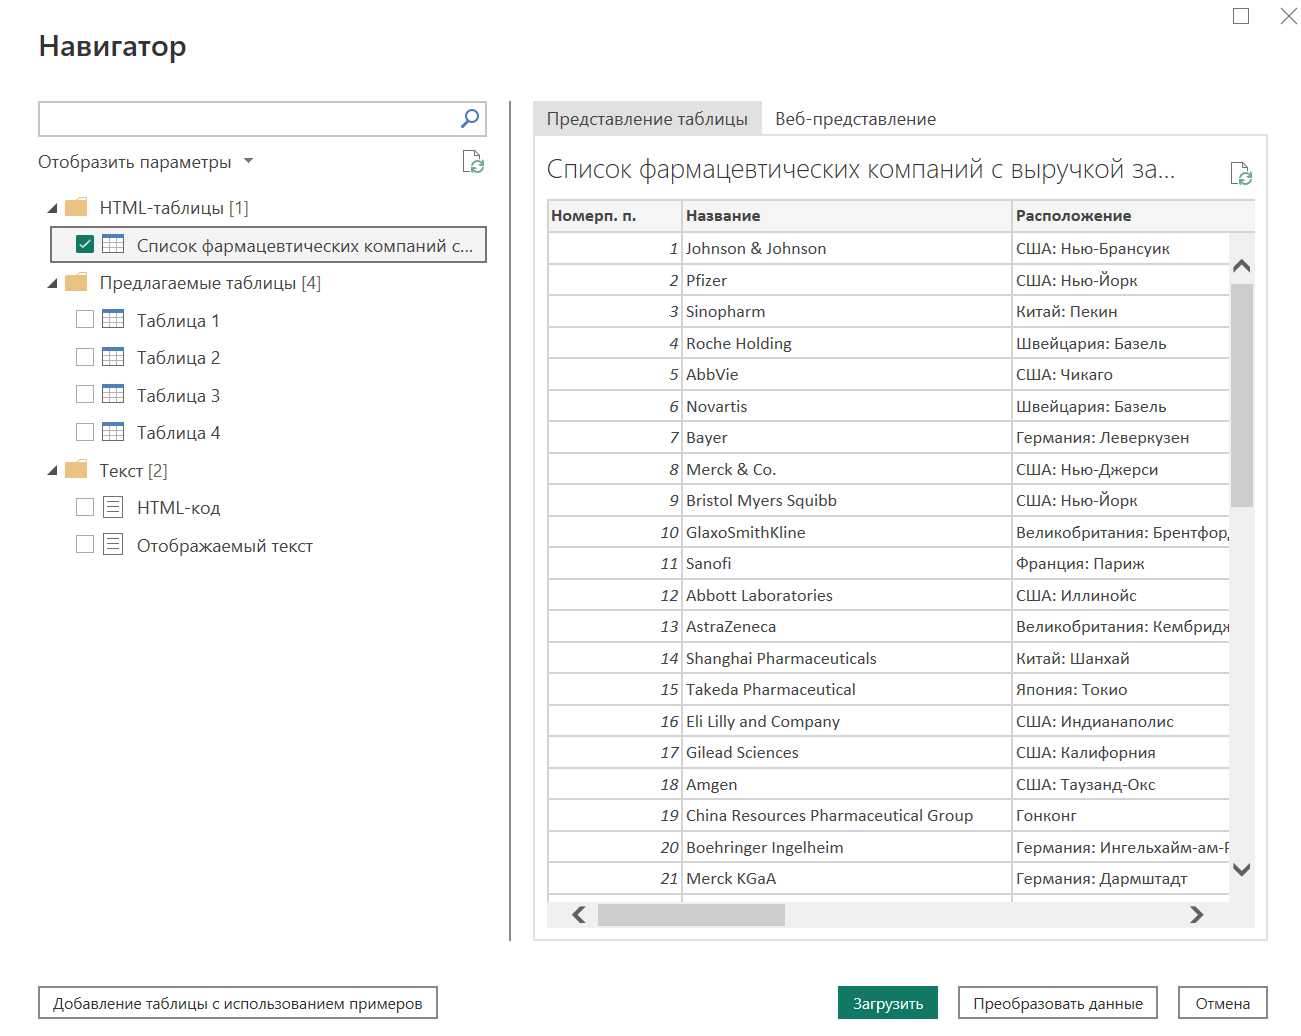 Навигатор
Отобразить параметры
HTML-таблицы [1]
Список фармацевтических компаний с...
Предлагаемые таблицы [4]
Таблица 1
Таблица 2
Таблица 3
Таблица 4
Текст [2]
HTML-код
Отображаемый текст
Представление таблицы Веб-представление
Список фармацевтических компаний с выручкой за...
Номерп. п. Название Расположение
1 Johnson & Johnson США: Нью-Брансуик
2 Pfizer США: Нью-Йорк
3 Sinopharm Китай: Пекин
4 Roche Holding Швейцария: Базель
5 AbbVie США: Чикаго
6 Novartis Швейцария: Базель
7 Bayer Германия: Леверкузен
8 Merck & Co. США: Нью-Джерси
9 Bristol Myers Squibb США: Нью-Йорк
10 GlaxoSmithKline Великобритания: Брентфорд
11 Sanofi Франция: Париж
12 Abbott Laboratories США: Иллинойс
13 AstraZeneca Великобритания: Кембридж
14 Shanghai Pharmaceuticals Китай: Шанхай
15 Takeda Pharmaceutical Япония: Токио
16 Eli Lilly and Company США: Индианаполис
17 Gilead Sciences США: Калифорния
18 Amgen США: Таузанд-Окс
19 China Resources Pharmaceutical Group Гонконг
20 Boehringer Ingelheim Германия: Ингельхайм-ам-Р
21 Merck KGaA Германия: Дармштадт
Добавление таблицы с использованием примеров Загрузить Преобразовать данные Отмена